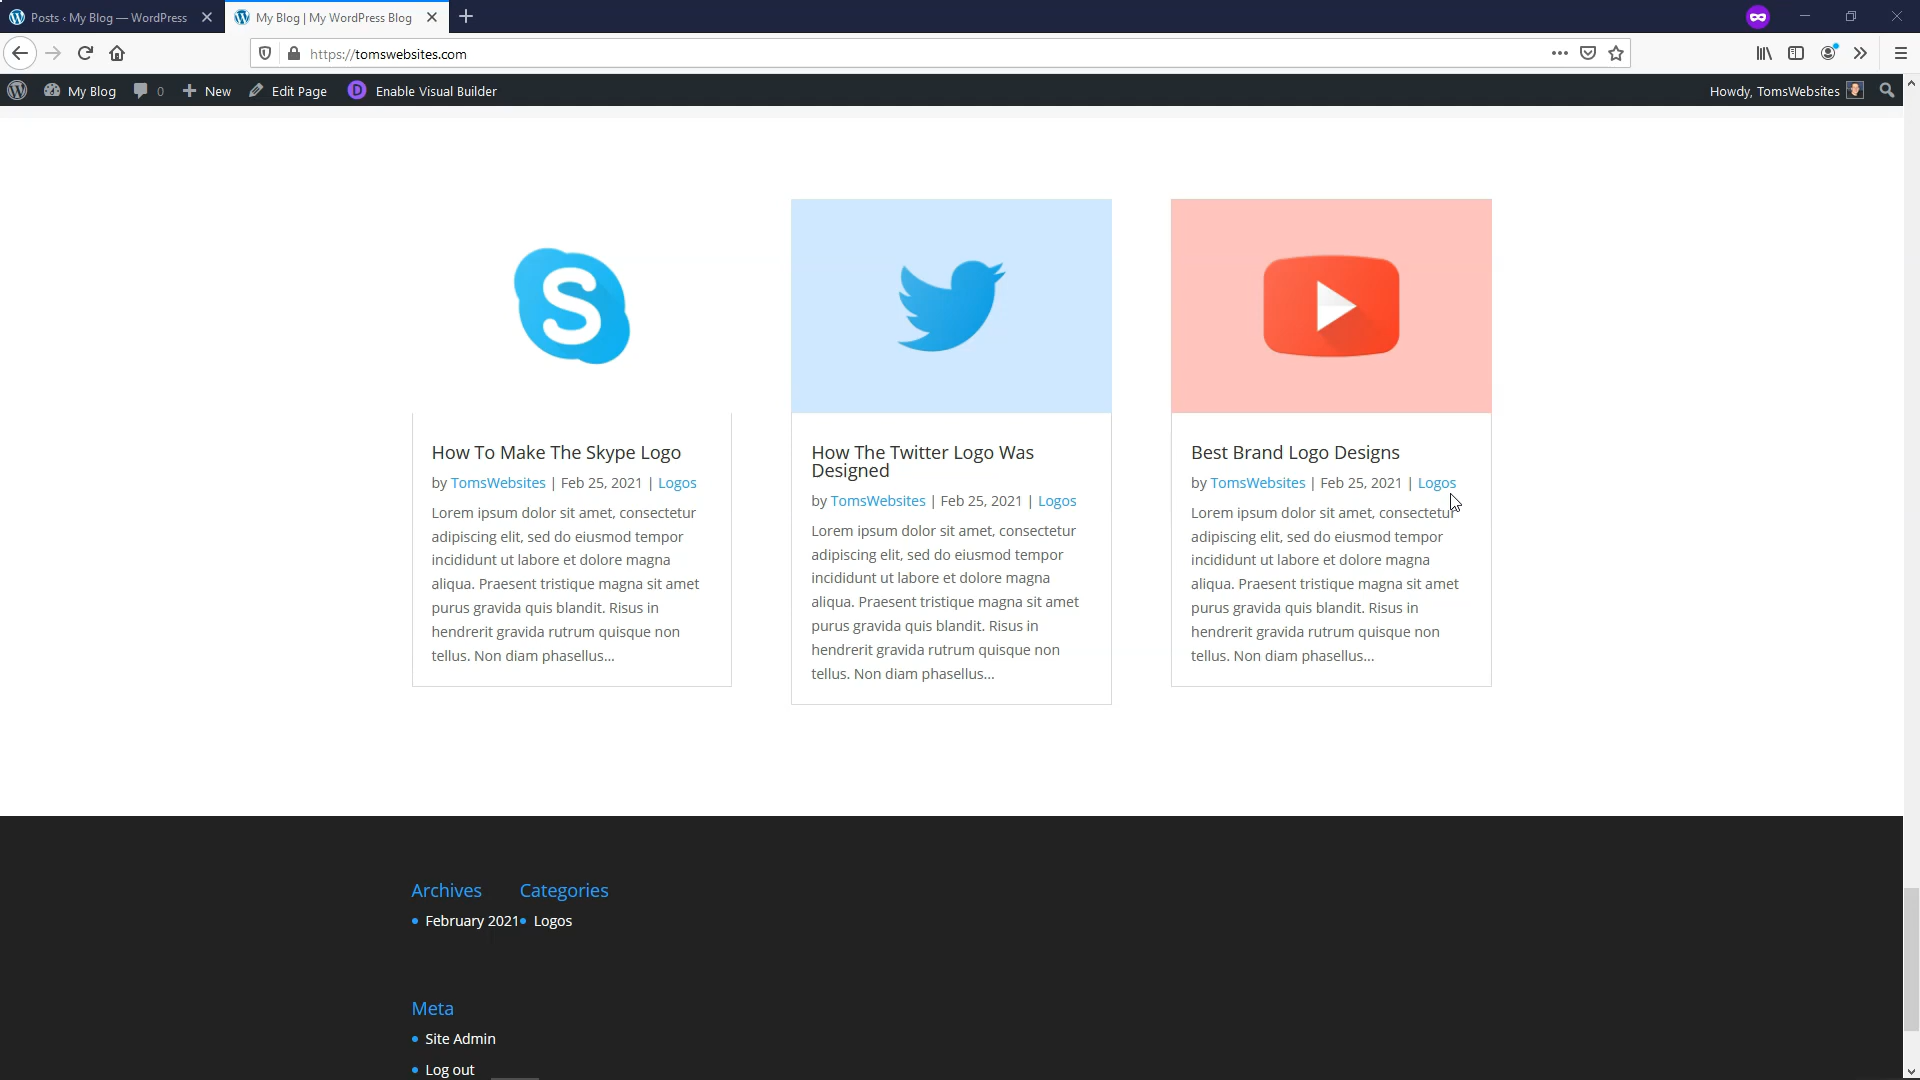 Posts ‹ My Blog — WordPress
My Blog | My WordPress Blog
https://tomswebsites.com
My Blog
0
New
Edit Page
D
Enable Visual Builder
Howdy, TomsWebsites
S
How To Make The Skype Logo
by TomsWebsites | Feb 25, 2021 | Logos
Lorem ipsum dolor sit amet, consectetur
adipiscing elit, sed do eiusmod tempor
incididunt ut labore et dolore magna
aliqua. Praesent tristique magna sit amet
purus gravida quis blandit. Risus in
hendrerit gravida rutrum quisque non
tellus. Non diam phasellus...
How The Twitter Logo Was
Designed
by TomsWebsites | Feb 25, 2021 | Logos
Lorem ipsum dolor sit amet, consectetur
adipiscing elit, sed do eiusmod tempor
incididunt ut labore et dolore magna
aliqua. Praesent tristique magna sit amet
purus gravida quis blandit. Risus in
hendrerit gravida rutrum quisque non
tellus. Non diam phasellus...
Best Brand Logo Designs
by TomsWebsites | Feb 25, 2021 | Logos
Lorem ipsum dolor sit amet, consectetur
adipiscing elit, sed do eiusmod tempor
incididunt ut labore et dolore magna
aliqua. Praesent tristique magna sit amet
purus gravida quis blandit. Risus in
hendrerit gravida rutrum quisque non
tellus. Non diam phasellus...
Archives
February 2021
Categories
Logos
Meta
Site Admin
Log out